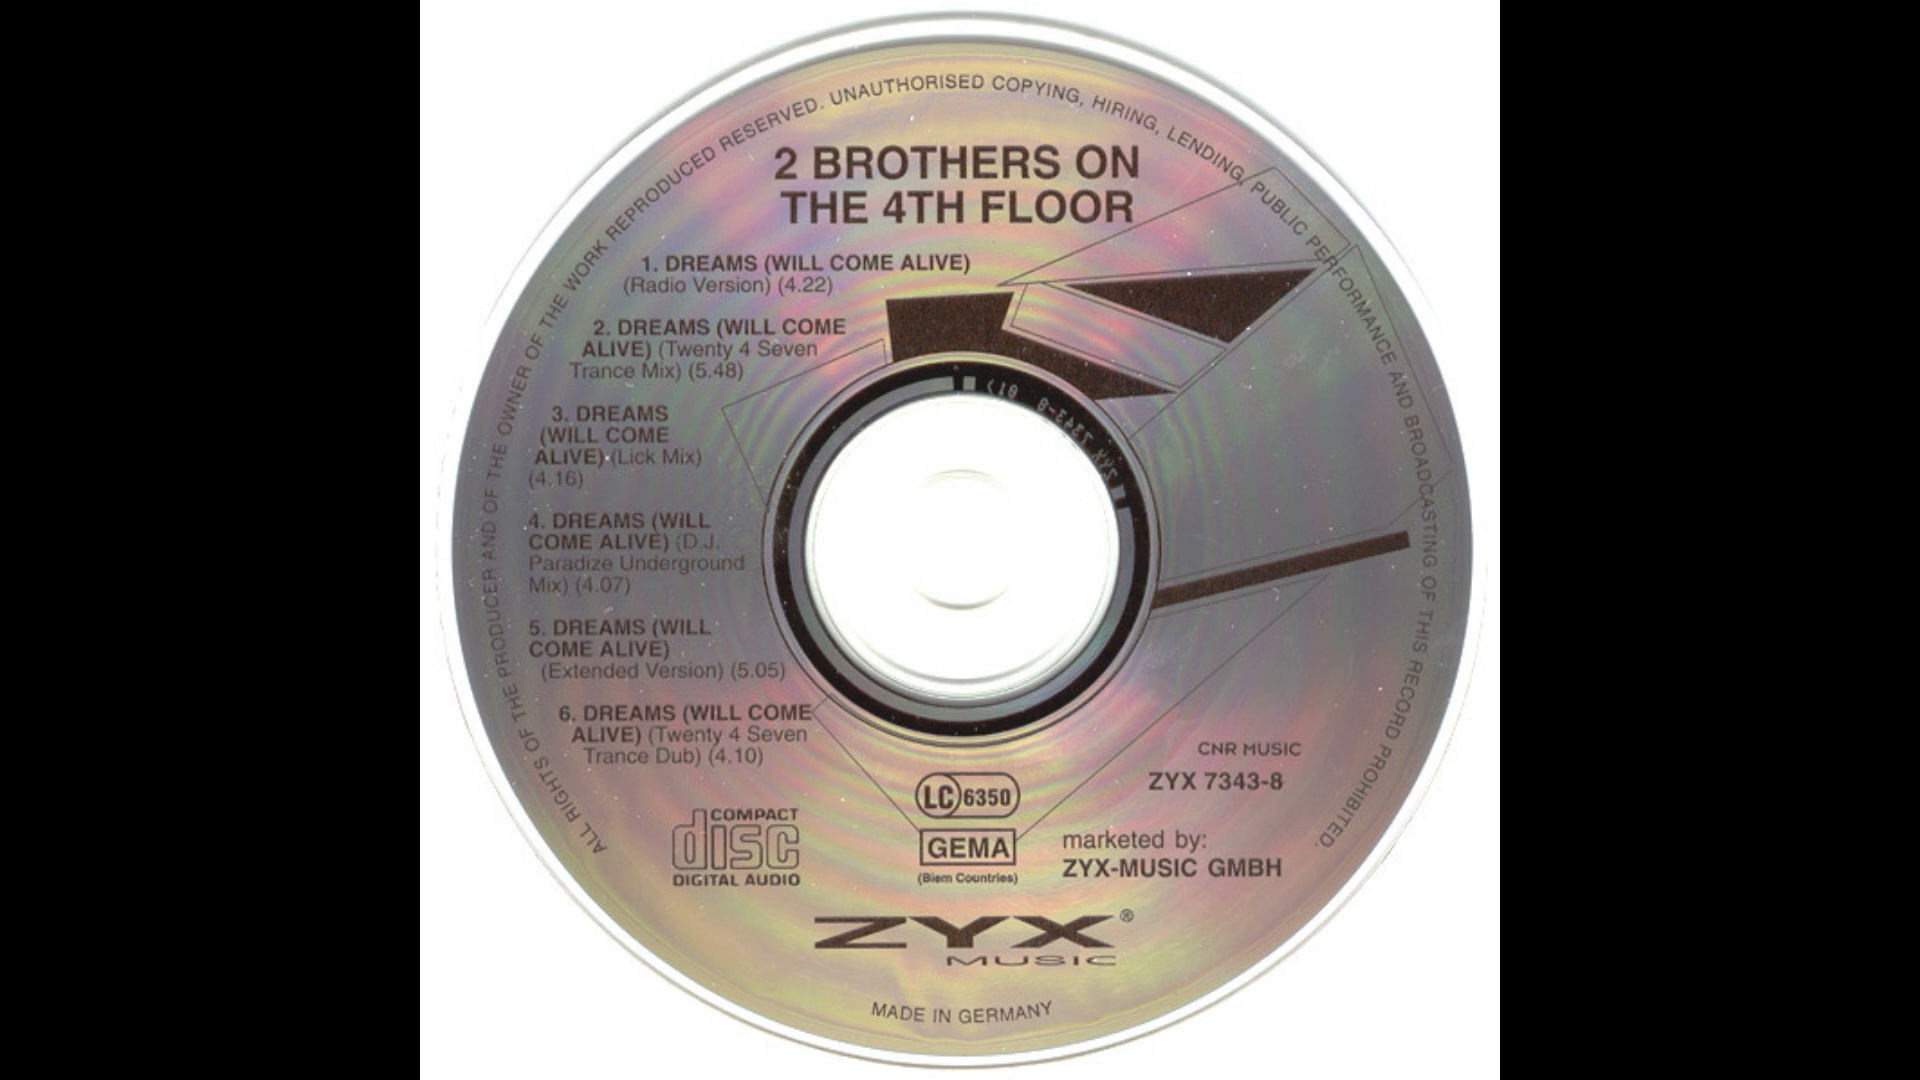 ALL RIGHTS OF THE PRODUCER AND OF THE OWNER OF THE WORK REPRODUCED RESERVED. UNAUTHORISED COPYING, HIRING, LENDING, PUBLIC PERFORMANCE AND BROADCASTING OF THIS RECORD PROHIBITED.
2 BROTHERS ON
THE 4TH FLOOR
1. DREAMS (WILL COME ALIVE)
(Radio Version) (4.22)
2. DREAMS (WILL COME
ALIVE) (Twenty 4 Seven
Trance Mix) (5.48)
3. DREAMS
(WILL COME
ALIVE) (Lick Mix)
(4.16)
4. DREAMS (WILL
COME ALIVE) (D.J.
Paradize Underground
Mix) (4.07)
5. DREAMS (WILL
COME ALIVE)
(Extended Version) (5.05)
6. DREAMS (WILL COME
ALIVE) (Twenty 4 Seven
Trance Dub) (4.10)
ZYX 7343-8
CNR MUSIC
ZYX 7343-8
LC 6350
COMPACT
disc
DIGITAL AUDIO
GEMA
(Biem Countries)
marketed by:
ZYX-MUSIC GMBH
ZYX®
MUSIC
MADE IN GERMANY